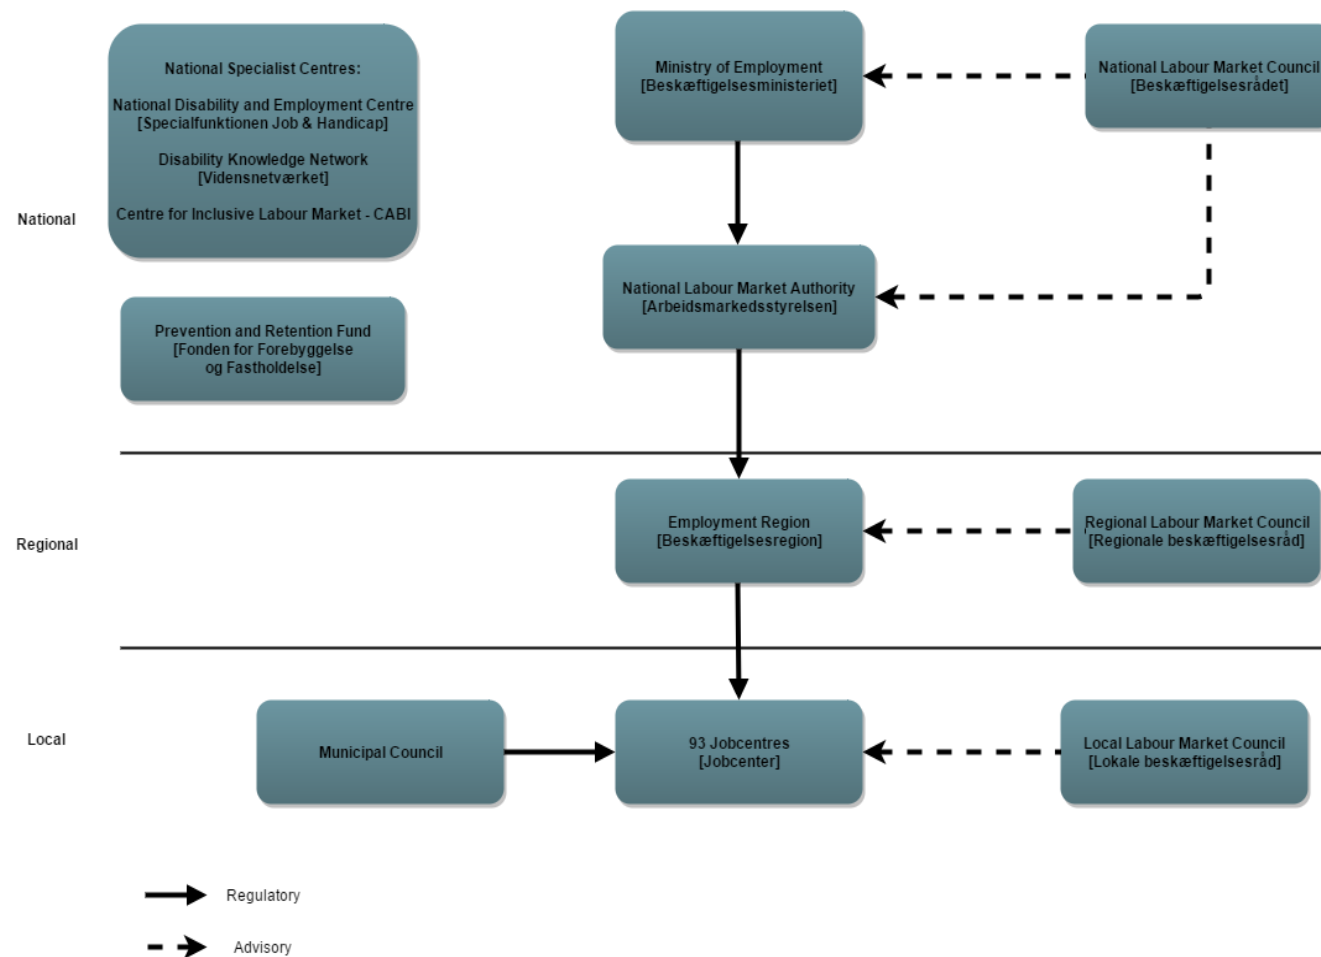 National Specialist Centres:
National Disability and Employment Centre
[Specialfunktionen Job & Handicap]
Disability Knowledge Network
[Vidensnetværket]
Centre for Inclusive Labour Market - CABI
Ministry of Employment
[Beskæftigelsesministeriet]
National Labour Market Council
[Beskæftigelsesrådet]
National
National Labour Market Authority
[Arbeidsmarkedsstyrelsen]
Prevention and Retention Fund
[Fonden for Forebyggelse
og Fastholdelse]
Regional
Employment Region
[Beskæftigelsesregion]
Regional Labour Market Council
[Regionale beskæftigelsesråd]
Local
Municipal Council
93 Jobcentres
[Jobcenter]
Local Labour Market Council
[Lokale beskæftigelsesråd]
Regulatory
Advisory